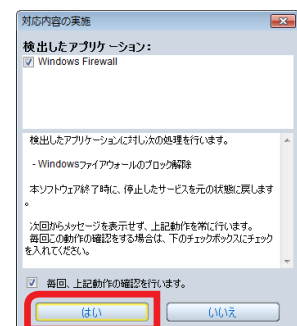 対応内容の実施
検出したアプリケーション：
Windows Firewall
検出したアプリケーションに対し次の処理を行います。
- Windowsファイアウォールのブロック解除
本ソフトウェア終了時に、停止したサービスを元の状態に戻します
。
次回からメッセージを表示せず、上記動作を常に行います。
毎回この動作の確認をする場合は、下のチェックボックスにチェック
を入れてください。
毎回、上記動作の確認を行います。
はい
いいえ